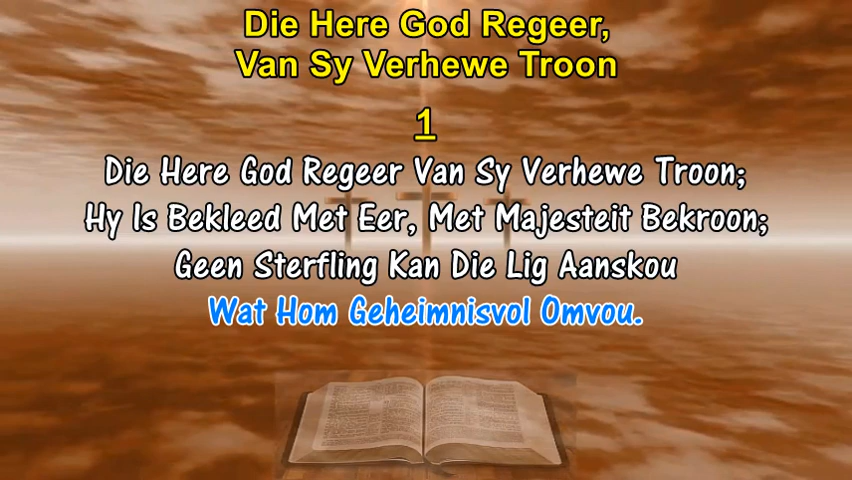 Die Here God Regeer,
Van Sy Verhewe Troon
1
Die Here God Regeer Van Sy Verhewe Troon;
Hy Is Bekleed Met Eer, Met Majesteit Bekroon;
Geen Sterfling Kan Die Lig Aanskou
Wat Hom Geheimnisvol Omvou.